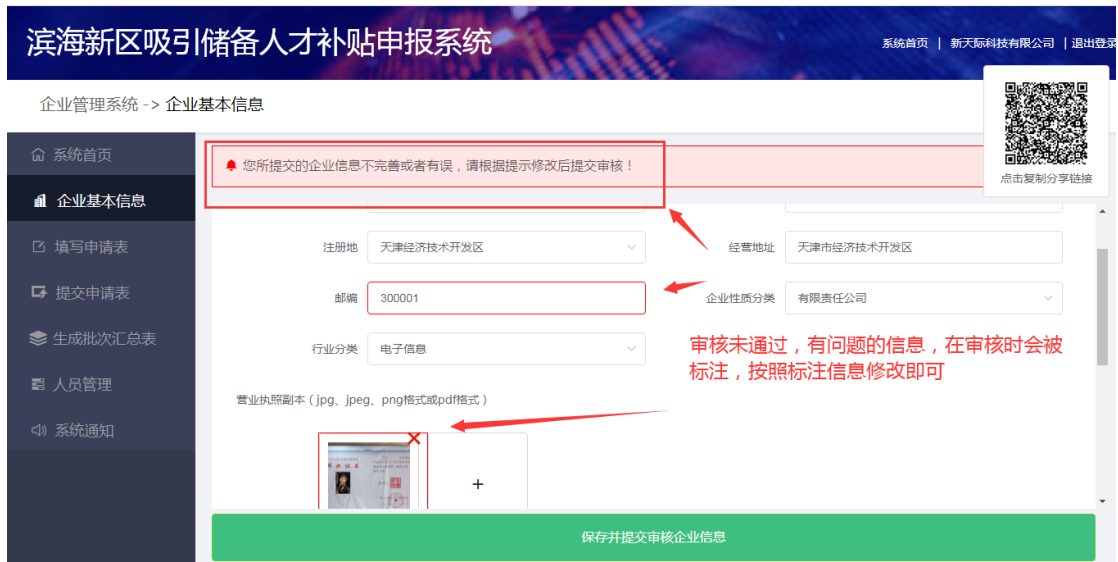 滨海新区吸引储备人才补贴申报系统
系统首页 | 新天际科技有限公司 | 退出登录
企业管理系统 -> 企业基本信息
点击复制分享链接
系统首页
企业基本信息
填写申请表
提交申请表
生成批次汇总表
人员管理
系统通知
您所提交的企业信息不完善或者有误，请根据提示修改后提交审核！
注册地 天津经济技术开发区 经营地址 天津市经济技术开发区
邮编 300001 企业性质分类 有限责任公司
行业分类 电子信息
审核未通过，有问题的信息，在审核时会被
标注，按照标注信息修改即可
营业执照副本（jpg、jpeg、png格式或pdf格式）
+
保存并提交审核企业信息